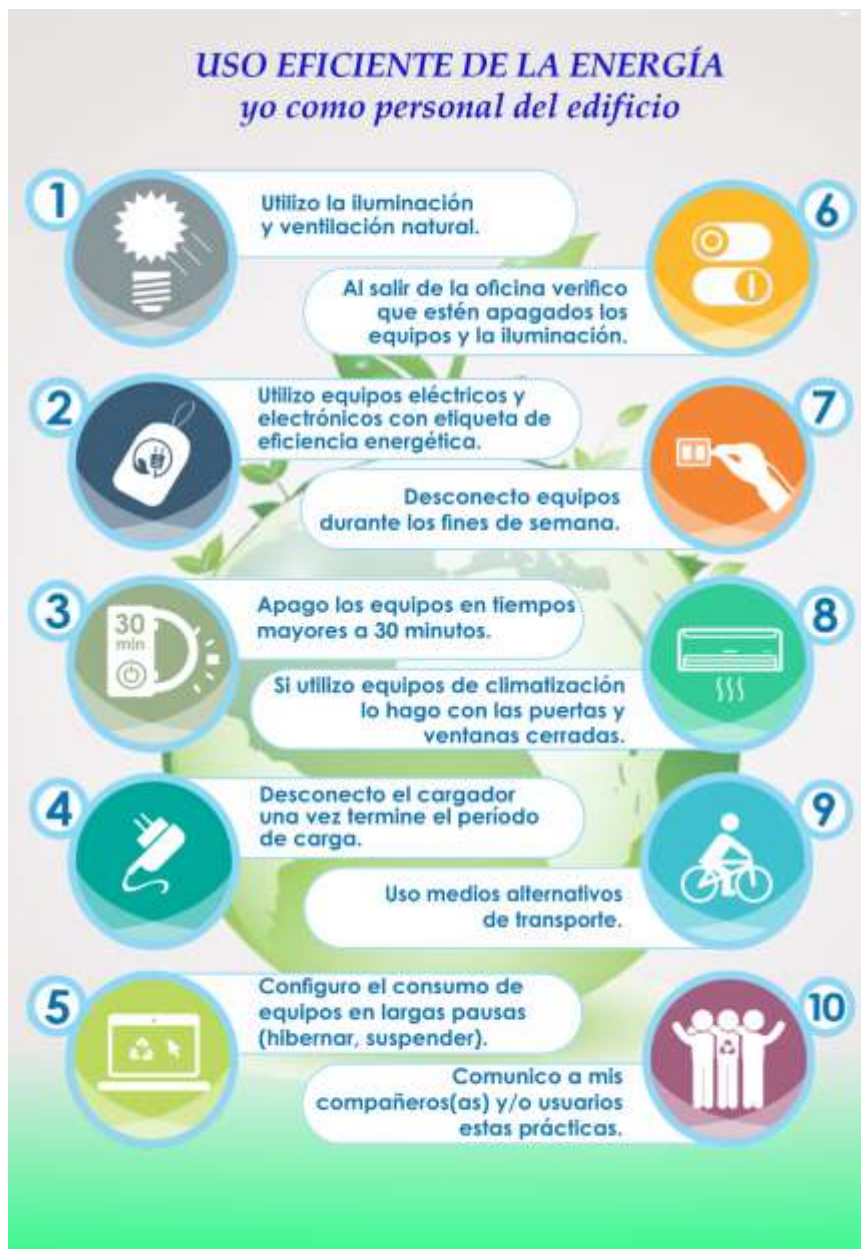 USO EFICIENTE DE LA ENERGÍA
yo como personal del edificio
1
Utilizo la iluminación
y ventilación natural.
2
Utilizo equipos eléctricos y
electrónicos con etiqueta de
eficiencia energética.
3
30
min
Apago los equipos en tiempos
mayores a 30 minutos.
4
Desconecto el cargador
una vez termine el período
de carga.
5
Configuro el consumo de
equipos en largas pausas
(hibernar, suspender).
6
Al salir de la oficina verifico
que estén apagados los
equipos y la iluminación.
7
Desconecto equipos
durante los fines de semana.
8
Si utilizo equipos de climatización
lo hago con las puertas y
ventanas cerradas.
9
Uso medios alternativos
de transporte.
10
Comunico a mis
compañeros(as) y/o usuarios
estas prácticas.